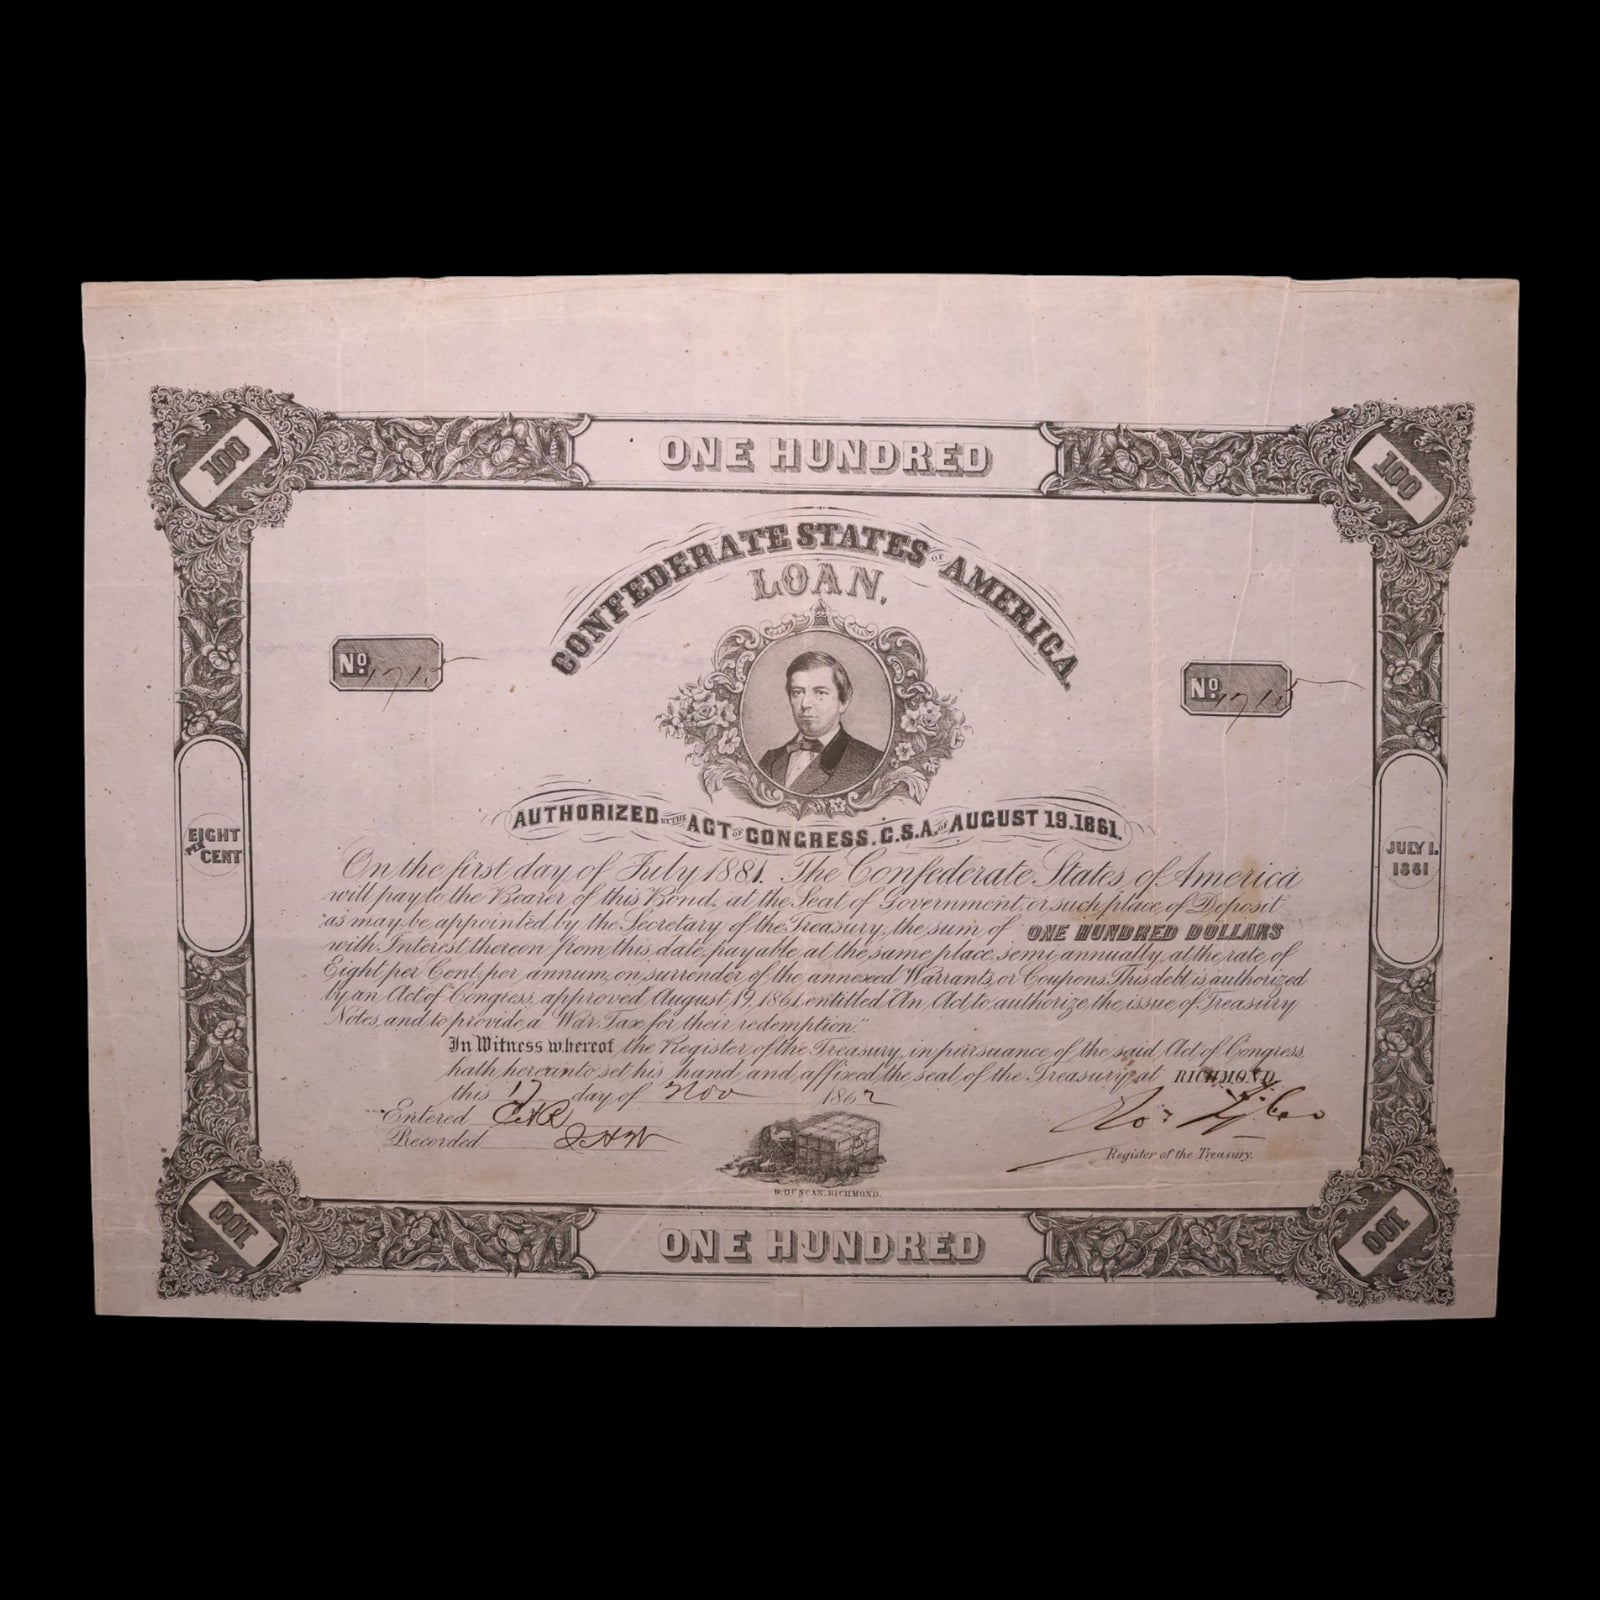 100 ONE HUNDRED 100
CONFEDERATE STATES OF AMERICA
LOAN,
No 1715
No 1715
AUTHORIZED BY THE ACT OF CONGRESS. C.S.A. OF AUGUST 19.1861.
EIGHT PER CENT
JULY 1. 1881
On the first day of July 1881. The Confederate States of America
will pay to the Bearer of this Bond, at the Seat of Government, or such place of Deposit
as may be appointed by the Secretary of the Treasury, the sum of ONE HUNDRED DOLLARS
with Interest thereon from this date, payable at the same place, semi-annually, at the rate of
Eight per Cent, per annum, on surrender of the annexed Warrants, or Coupons. This debt is authorized
by an Act of Congress, approved August, 19, 1861, entitled "An Act to authorize the issue of Treasury
Notes, and to provide a War Tax for their redemption."
In Witness whereof the Register of the Treasury, in pursuance of the said Act of Congress,
hath hereunto set his hand and affixed the seal of the Treasury at RICHMOND
this 17 day of Nov 1862
Entered
Recorded
Register of the Treasury.
D. DUNCAN. RICHMOND.
100 ONE HUNDRED 100